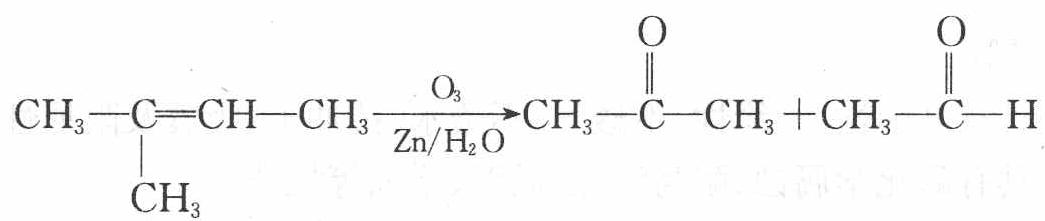 O O
O₃
CH₃—C=CH—CH₃ → CH₃—C—CH₃+CH₃—C—H
Zn/H₂O
CH₃